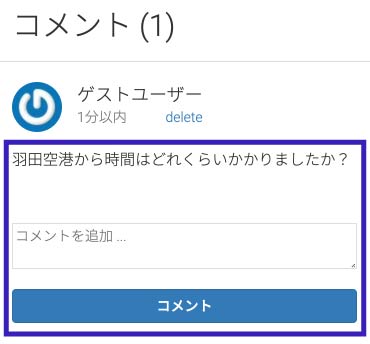 コメント (1)
ゲストユーザー
1分以内 delete
羽田空港から時間はどれくらいかかりましたか？
コメントを追加 ...
コメント